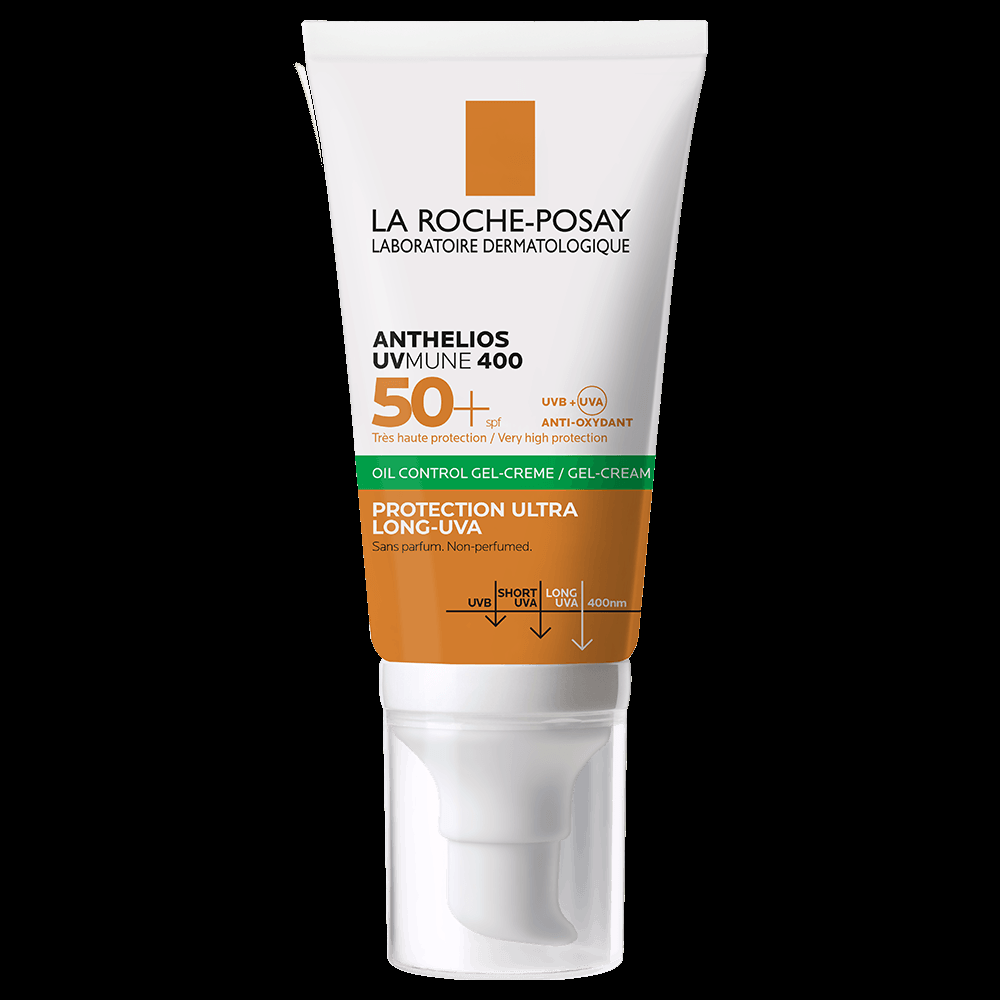 LA ROCHE-POSAY
LABORATOIRE DERMATOLOGIQUE
ANTHELIOS
UVMUNE 400
50+ spf
UVB + UVA
ANTI-OXYDANT
Très haute protection / Very high protection
OIL CONTROL GEL-CREME / GEL-CREAM
PROTECTION ULTRA
LONG-UVA
Sans parfum. Non-perfumed.
UVB
SHORT
UVA
LONG
UVA
400nm